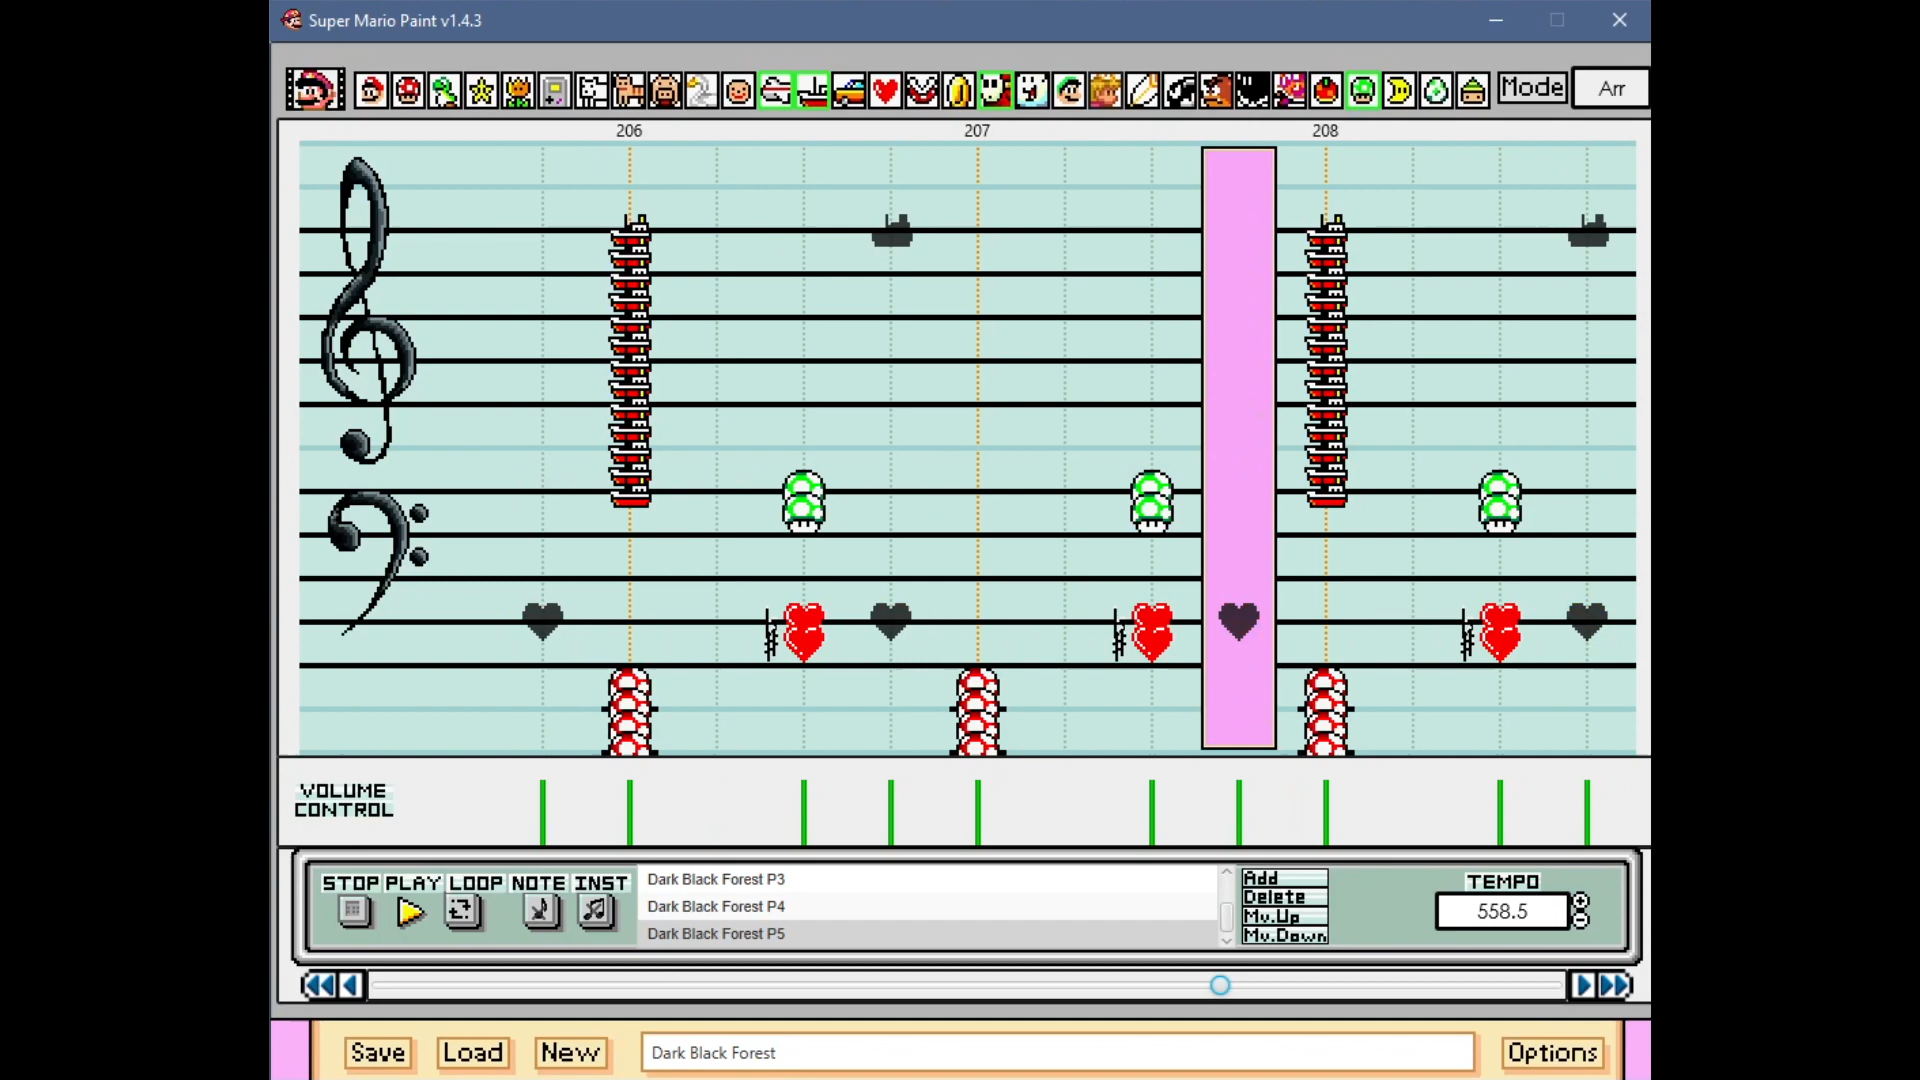 Super Mario Paint v1.4.3
Mode
Arr
206
207
208
VOLUME
CONTROL
STOP PLAY LOOP NOTE INST
Dark Black Forest P3
Dark Black Forest P4
Dark Black Forest P5
Add
Delete
Mv.Up
Mv.Down
TEMPO
558.5
Save
Load
New
Dark Black Forest
Options